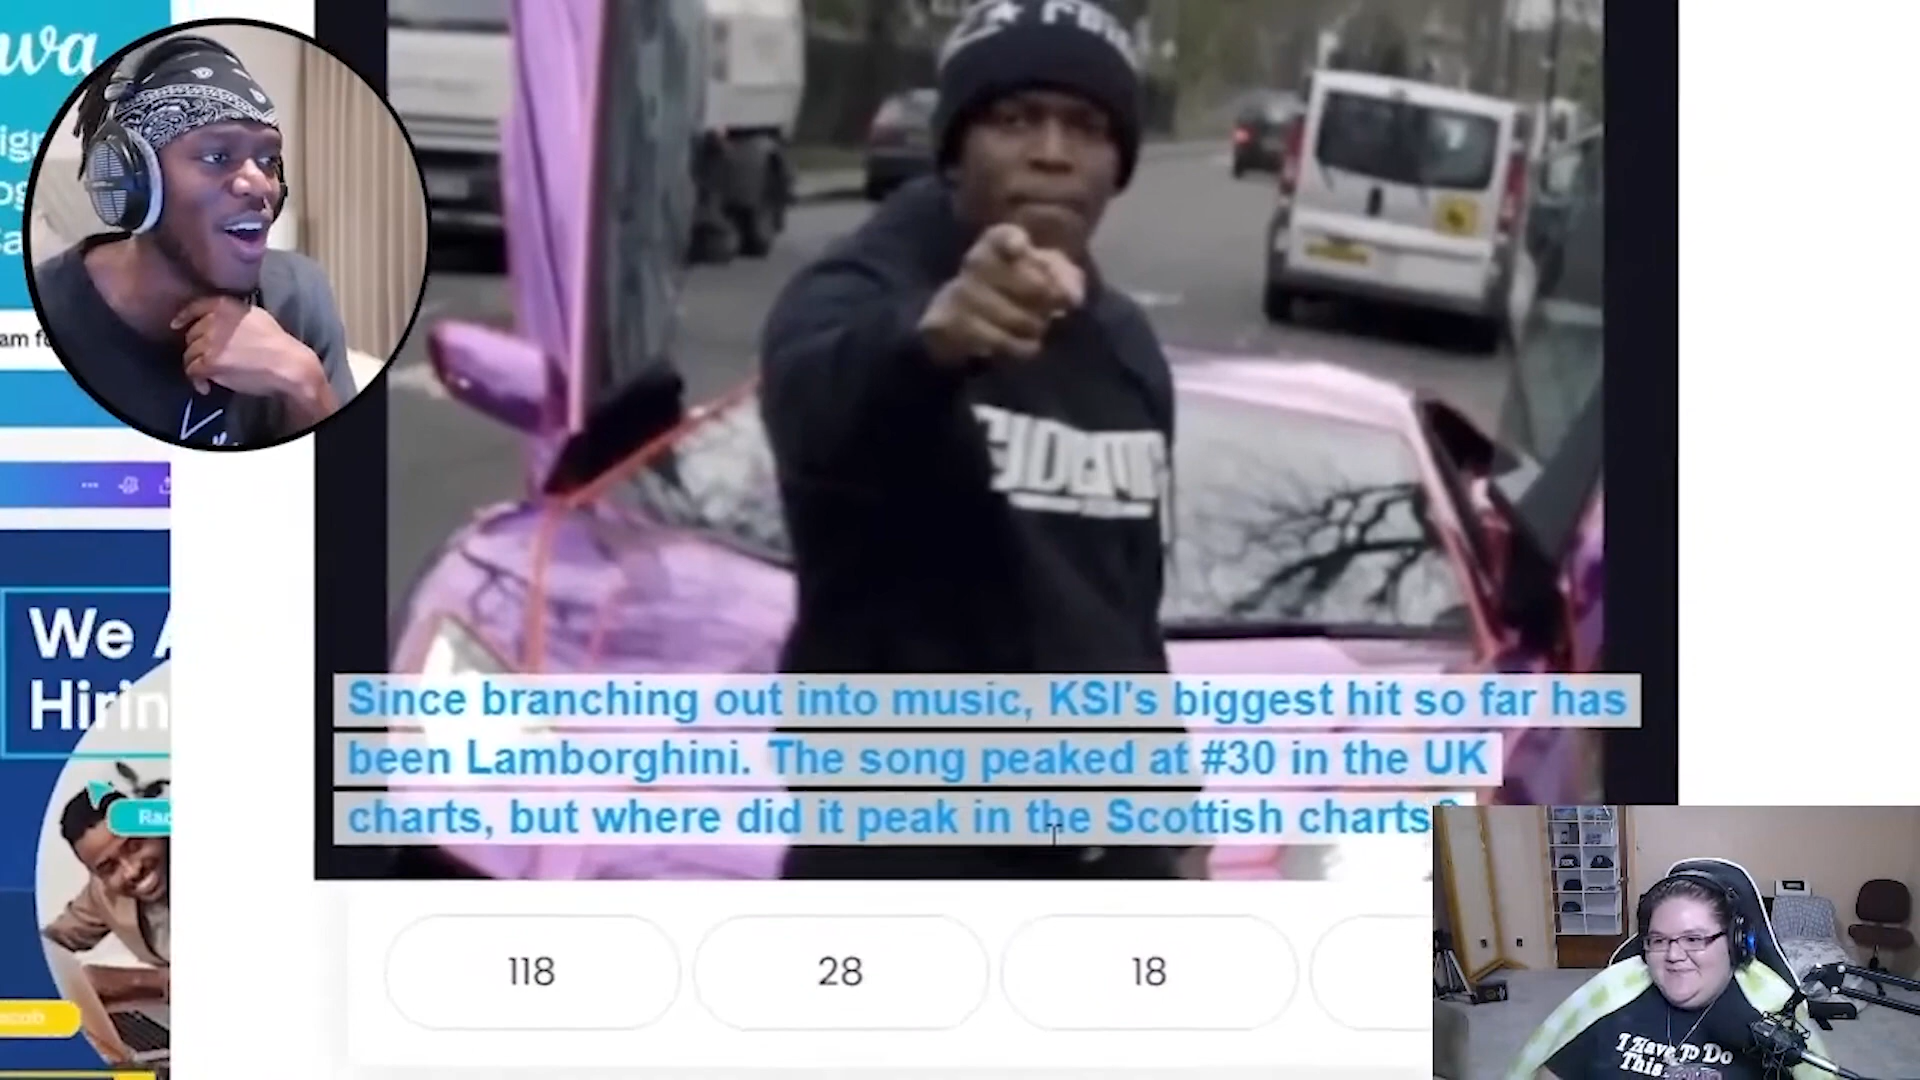 We
Hirin
am
Since branching out into music, KSI's biggest hit so far has
been Lamborghini. The song peaked at #30 in the UK
charts, but where did it peak in the Scottish charts?
118
28
18
I Have To Do
This